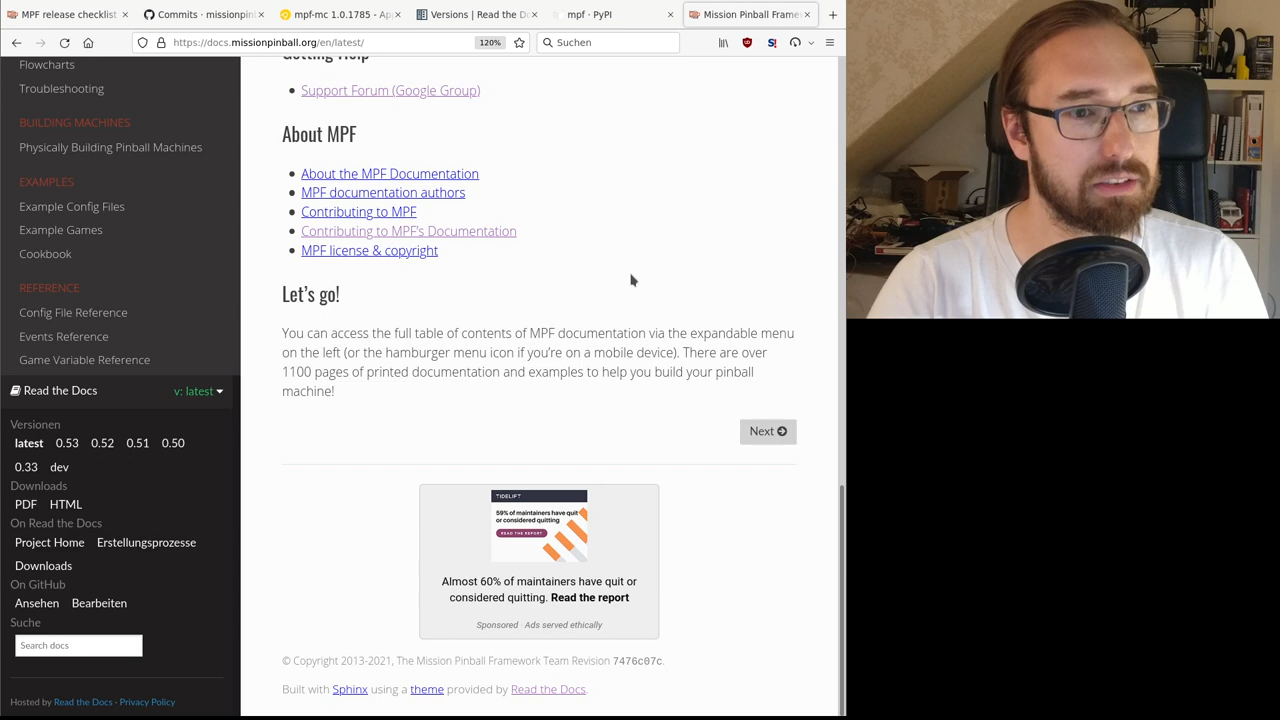 MPF release checklist
Commits · missionpin
mpf-mc 1.0.1785 - Ap
Versions | Read the Do
mpf · PyPI
Mission Pinball Frame
https://docs.missionpinball.org/en/latest/
120%
Suchen
Flowcharts
Troubleshooting
BUILDING MACHINES
Physically Building Pinball Machines
EXAMPLES
Example Config Files
Example Games
Cookbook
REFERENCE
Config File Reference
Events Reference
Game Variable Reference
Read the Docs
v: latest
Versionen
latest 0.53 0.52 0.51 0.50
0.33 dev
Downloads
PDF HTML
On Read the Docs
Project Home Erstellungsprozesse
Downloads
On GitHub
Ansehen Bearbeiten
Suche
Search docs
Hosted by Read the Docs · Privacy Policy
Getting Help
Support Forum (Google Group)
About MPF
About the MPF Documentation
MPF documentation authors
Contributing to MPF
Contributing to MPF's Documentation
MPF license & copyright
Let's go!
You can access the full table of contents of MPF documentation via the expandable menu
on the left (or the hamburger menu icon if you're on a mobile device). There are over
1100 pages of printed documentation and examples to help you build your pinball
machine!
Next
TIDELIFT
59% of maintainers have quit
or considered quitting.
READ THE REPORT
Almost 60% of maintainers have quit or
considered quitting. Read the report
Sponsored · Ads served ethically
© Copyright 2013-2021, The Mission Pinball Framework Team Revision 7476c07c.
Built with Sphinx using a theme provided by Read the Docs.